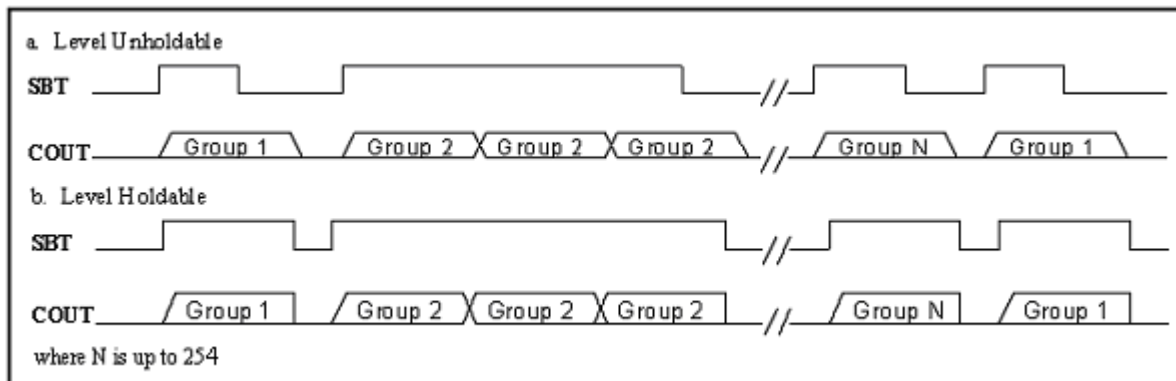 a. Level Unholdable
SBT
COUT Group 1 Group 2 Group 2 Group 2 Group N Group 1
b. Level Holdable
SBT
COUT Group 1 Group 2 Group 2 Group 2 Group N Group 1
where N is up to 254